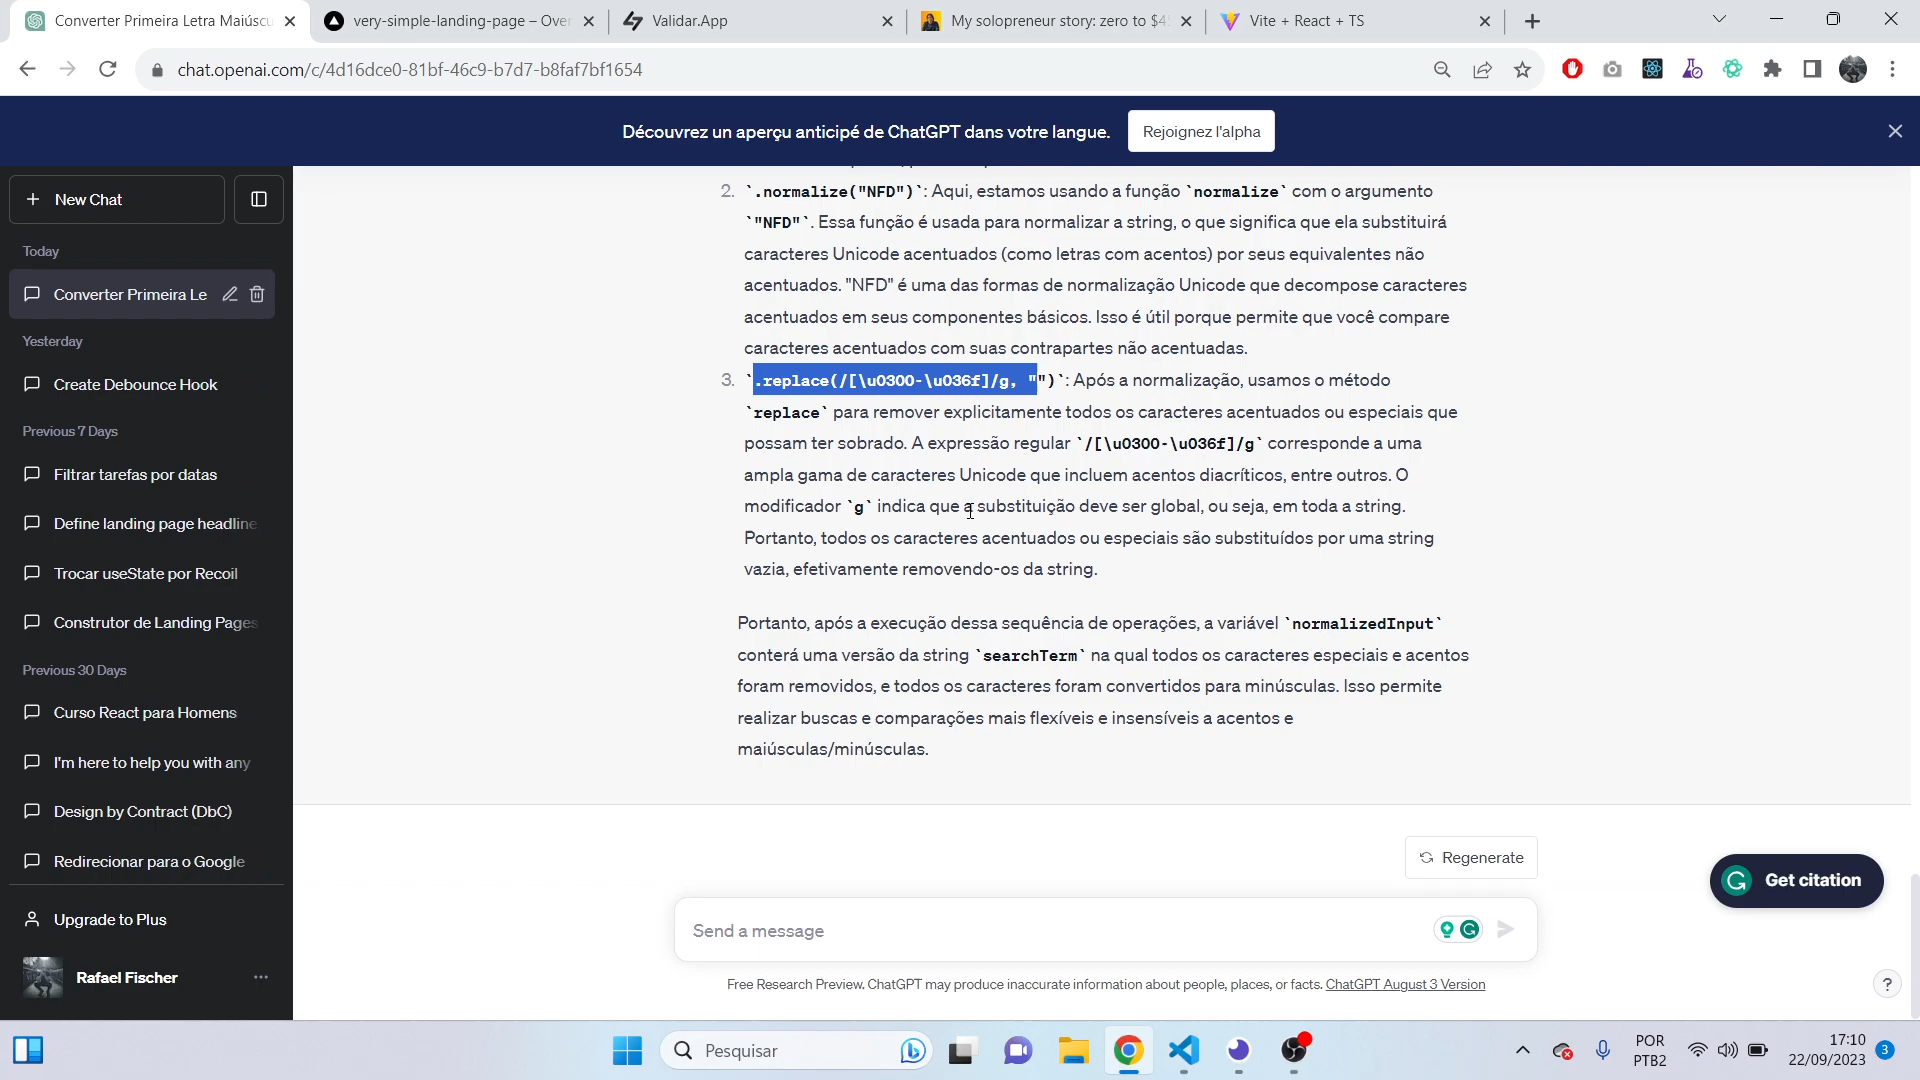 Converter Primeira Letra Maiúscu
very-simple-landing-page – Over
Validar.App
My solopreneur story: zero to $45
Vite + React + TS
chat.openai.com/c/4d16dce0-81bf-46c9-b7d7-b8faf7bf1654
Découvrez un aperçu anticipé de ChatGPT dans votre langue.
Rejoignez l'alpha
New Chat
Today
Converter Primeira Le
Yesterday
Create Debounce Hook
Previous 7 Days
Filtrar tarefas por datas
Define landing page headline
Trocar useState por Recoil
Construtor de Landing Pages
Previous 30 Days
Curso React para Homens
I'm here to help you with any
Design by Contract (DbC)
Redirecionar para o Google
Upgrade to Plus
Rafael Fischer
2. `.normalize("NFD")`: Aqui, estamos usando a função `normalize` com o argumento
`"NFD"`. Essa função é usada para normalizar a string, o que significa que ela substituirá
caracteres Unicode acentuados (como letras com acentos) por seus equivalentes não
acentuados. "NFD" é uma das formas de normalização Unicode que decompose caracteres
acentuados em seus componentes básicos. Isso é útil porque permite que você compare
caracteres acentuados com suas contrapartes não acentuadas.
3. `.replace(/[\u0300-\u036f]/g, "")`: Após a normalização, usamos o método
`replace` para remover explicitamente todos os caracteres acentuados ou especiais que
possam ter sobrado. A expressão regular `/[\u0300-\u036f]/g` corresponde a uma
ampla gama de caracteres Unicode que incluem acentos diacríticos, entre outros. O
modificador `g` indica que a substituição deve ser global, ou seja, em toda a string.
Portanto, todos os caracteres acentuados ou especiais são substituídos por uma string
vazia, efetivamente removendo-os da string.
Portanto, após a execução dessa sequência de operações, a variável `normalizedInput`
conterá uma versão da string `searchTerm` na qual todos os caracteres especiais e acentos
foram removidos, e todos os caracteres foram convertidos para minúsculas. Isso permite
realizar buscas e comparações mais flexíveis e insensíveis a acentos e
maiúsculas/minúsculas.
Regenerate
Get citation
Send a message
Free Research Preview. ChatGPT may produce inaccurate information about people, places, or facts. ChatGPT August 3 Version
?
Pesquisar
POR
PTB2
17:10
22/09/2023
3